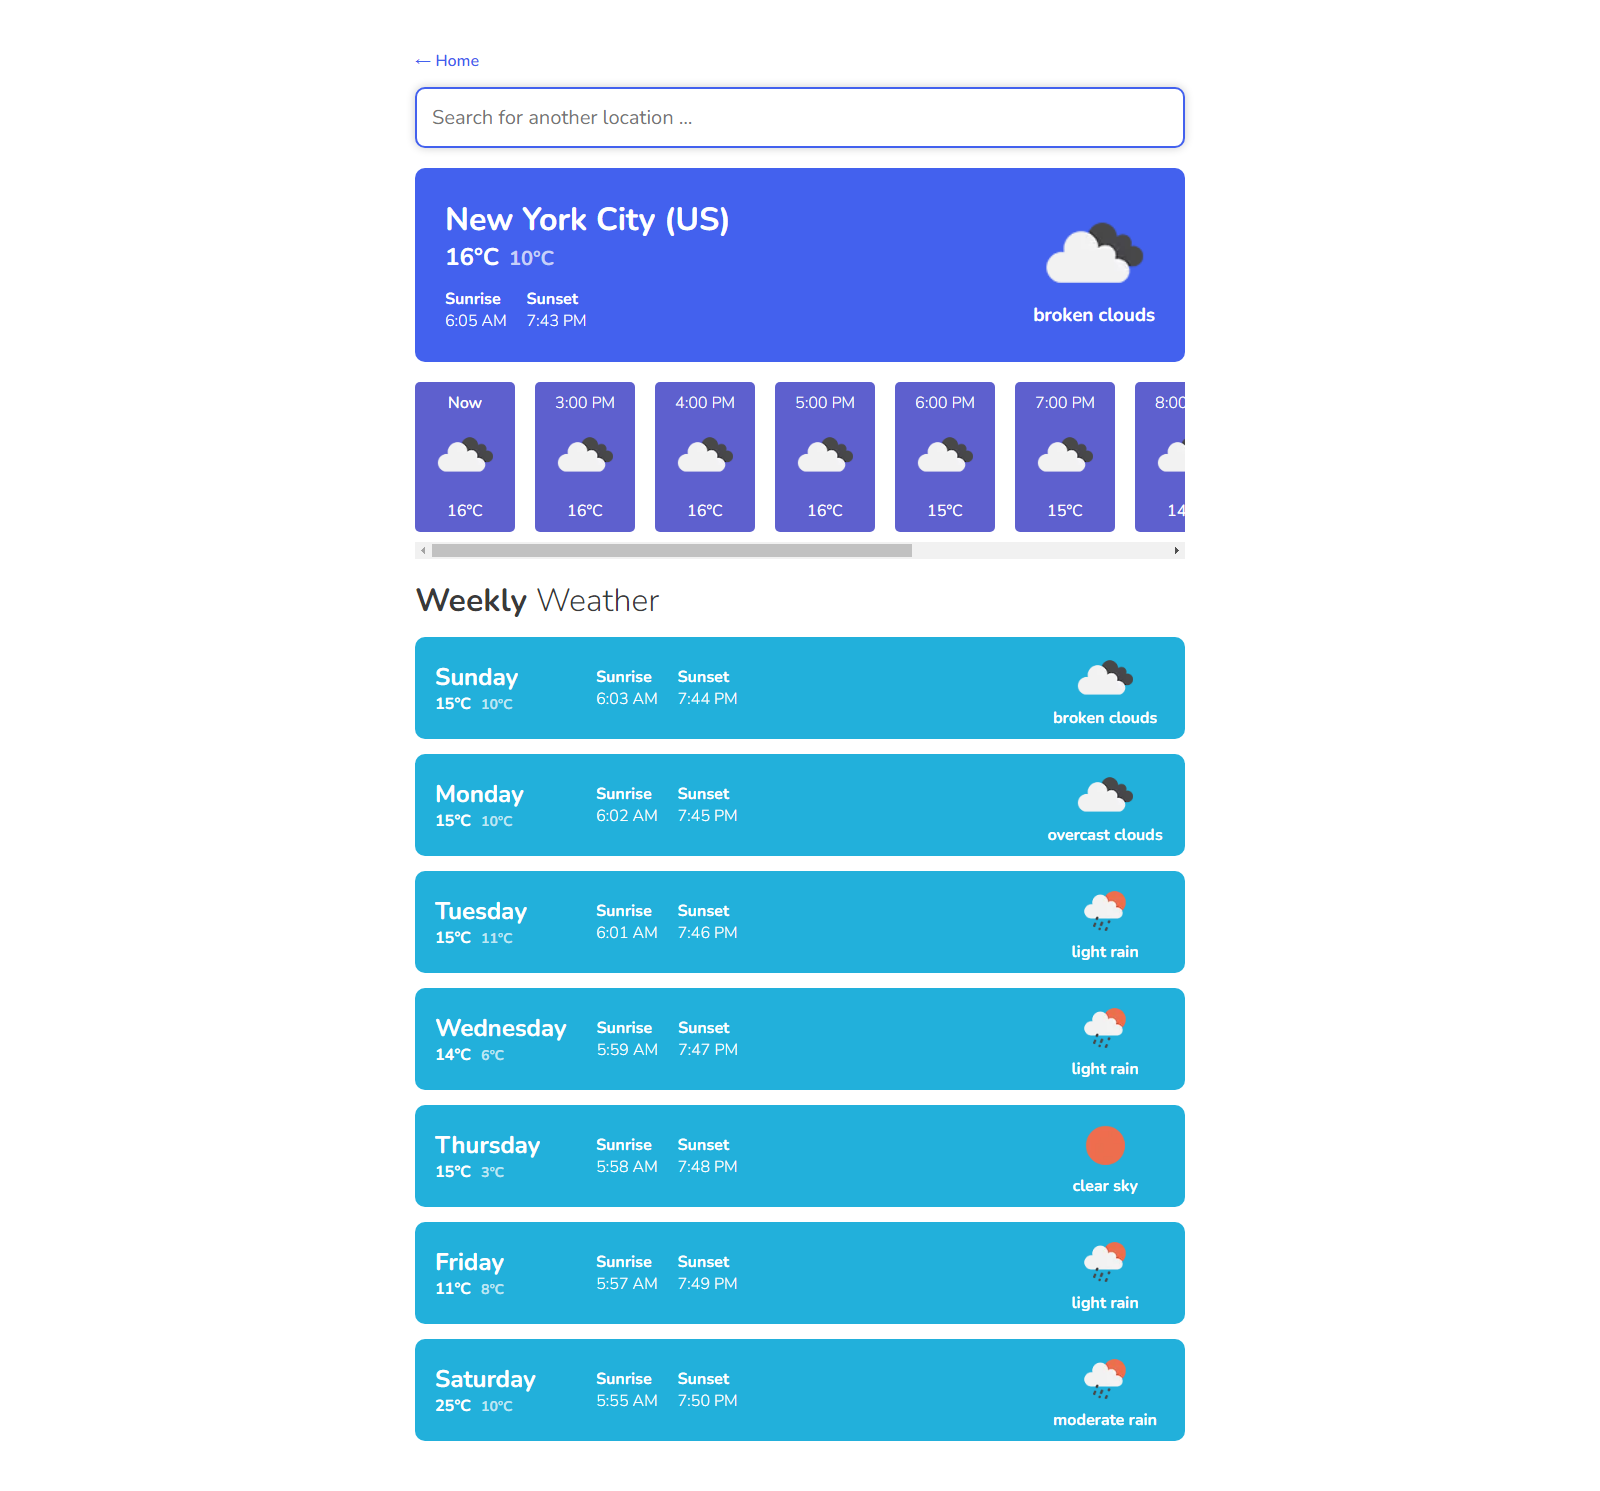 ← Home
Search for another location ...
New York City (US)
16°C 10°C
Sunrise Sunset
6:05 AM 7:43 PM
broken clouds
Now 3:00 PM 4:00 PM 5:00 PM 6:00 PM 7:00 PM 8:00
16°C 16°C 16°C 16°C 15°C 15°C 14
Weekly Weather
Sunday
15°C 10°C
Sunrise Sunset
6:03 AM 7:44 PM
broken clouds
Monday
15°C 10°C
Sunrise Sunset
6:02 AM 7:45 PM
overcast clouds
Tuesday
15°C 11°C
Sunrise Sunset
6:01 AM 7:46 PM
light rain
Wednesday
14°C 6°C
Sunrise Sunset
5:59 AM 7:47 PM
light rain
Thursday
15°C 3°C
Sunrise Sunset
5:58 AM 7:48 PM
clear sky
Friday
11°C 8°C
Sunrise Sunset
5:57 AM 7:49 PM
light rain
Saturday
25°C 10°C
Sunrise Sunset
5:55 AM 7:50 PM
moderate rain